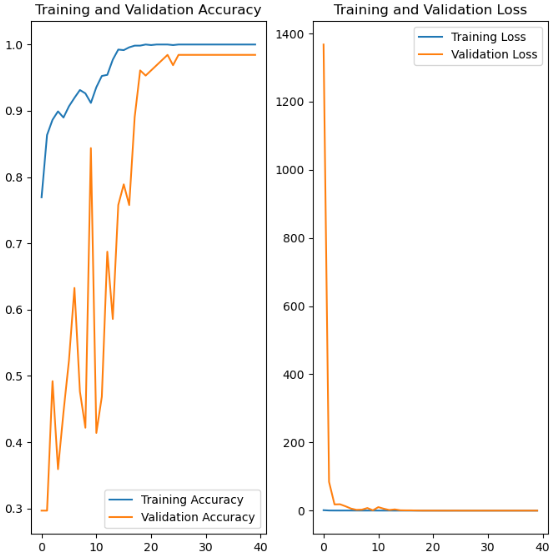 Training and Validation Accuracy
1.0
0.9
0.8
0.7
0.6
0.5
0.4
0.3
Training Accuracy
Validation Accuracy
0 10 20 30 40
Training and Validation Loss
Training Loss
Validation Loss
1400
1200
1000
800
600
400
200
0
0 10 20 30 40